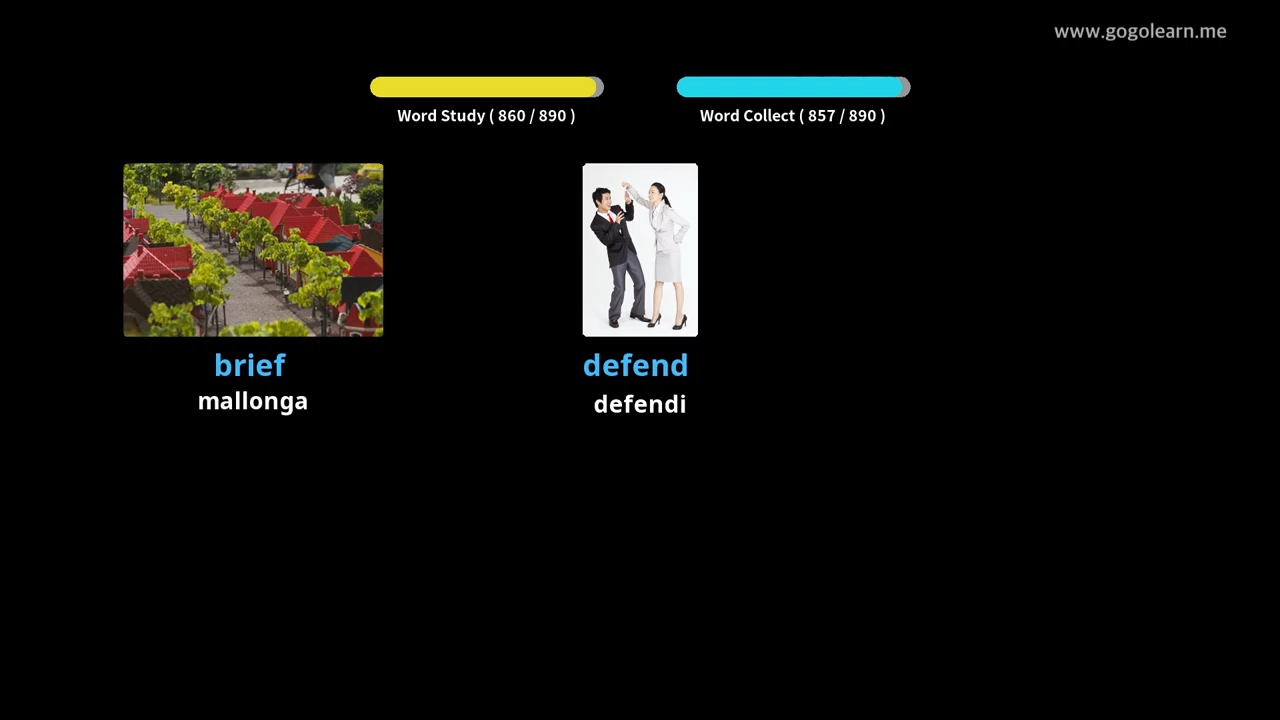 www.gogolearn.me
Word Study ( 860 / 890 )
Word Collect ( 857 / 890 )
brief
mallonga
defend
defendi